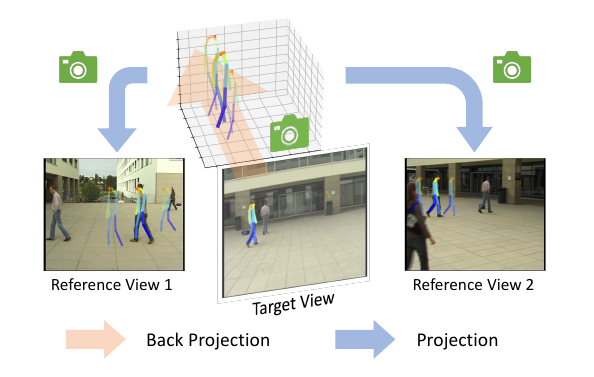 Reference View 1
Target View
Reference View 2
Back Projection
Projection